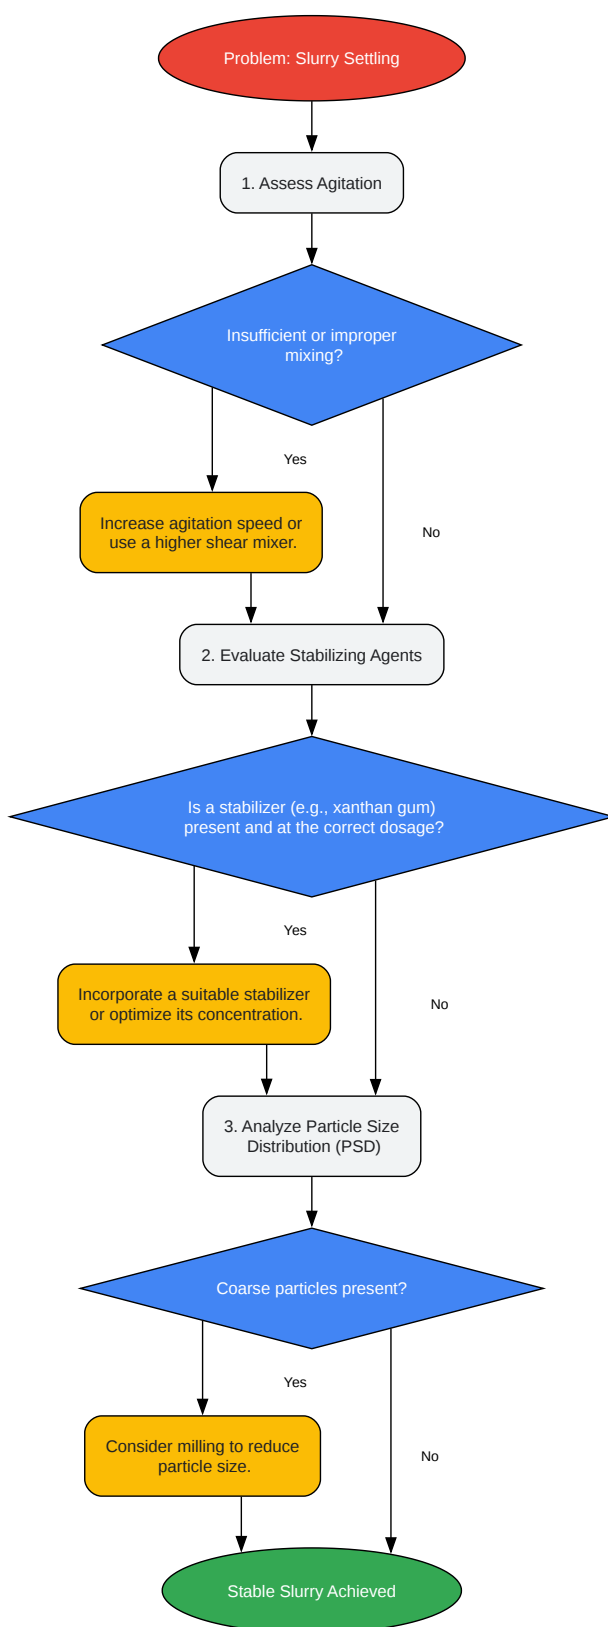 Problem: Slurry Settling
1. Assess Agitation
Insufficient or improper
mixing?
Yes
Increase agitation speed or
use a higher shear mixer.
No
2. Evaluate Stabilizing Agents
Is a stabilizer (e.g., xanthan gum)
present and at the correct dosage?
Yes
Incorporate a suitable stabilizer
or optimize its concentration.
No
3. Analyze Particle Size
Distribution (PSD)
Coarse particles present?
Yes
Consider milling to reduce
particle size.
No
Stable Slurry Achieved